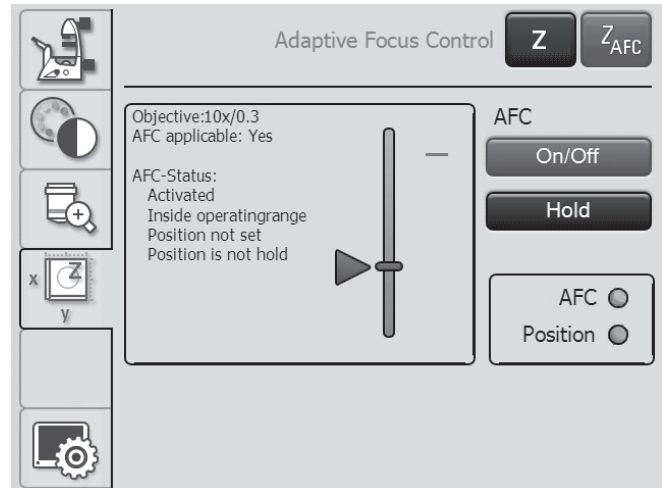 Adaptive Focus Control
Z
ZAFC
Objective:10x/0.3
AFC applicable: Yes
AFC-Status:
Activated
Inside operatingrange
Position not set
Position is not hold
AFC
On/Off
Hold
x
Z
y
AFC
Position